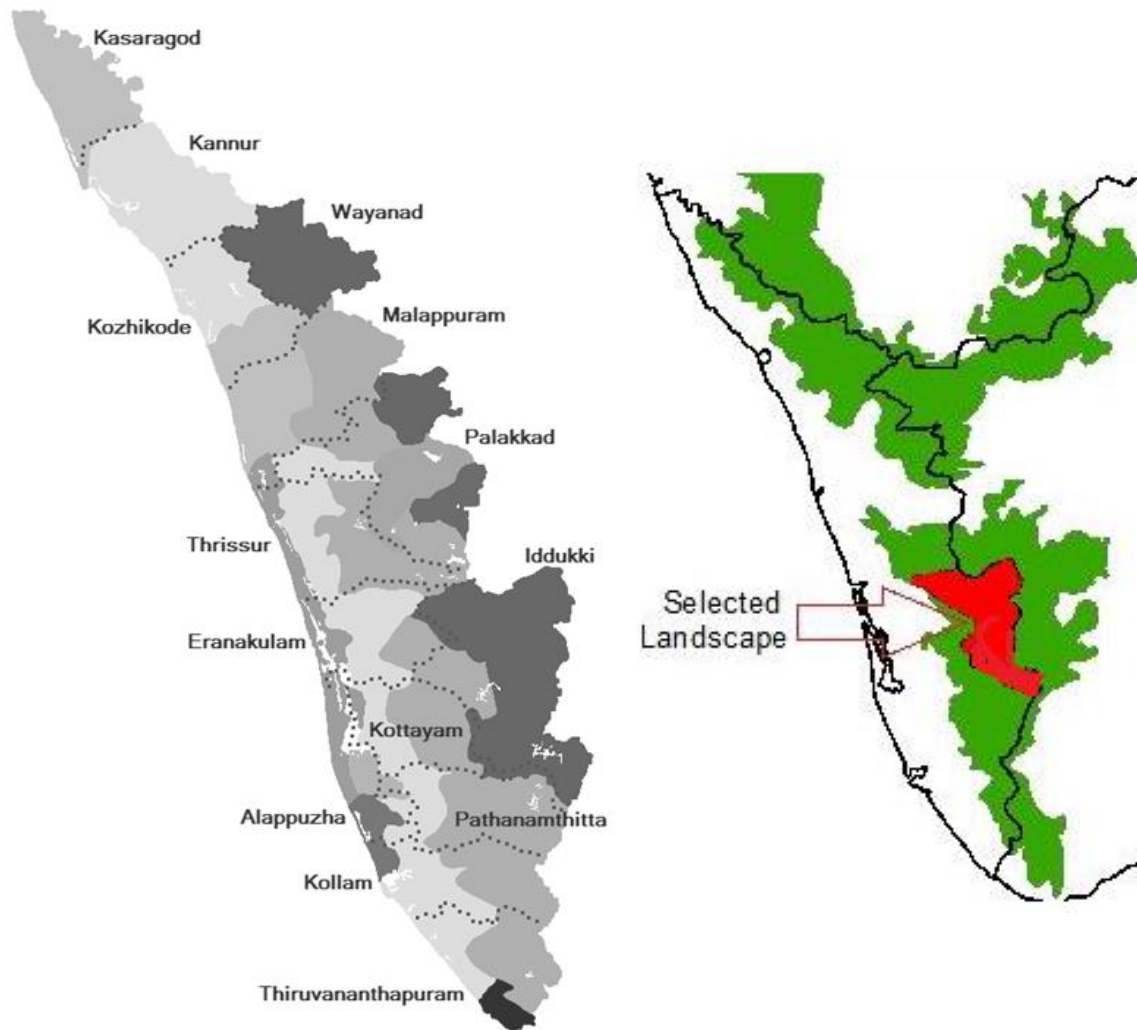 Kasaragod
Kannur
Wayanad
Kozhikode
Malappuram
Palakkad
Thrissur
Iddukki
Eranakulam
Kottayam
Alappuzha
Pathanamthitta
Kollam
Thiruvananthapuram
Selected
Landscape